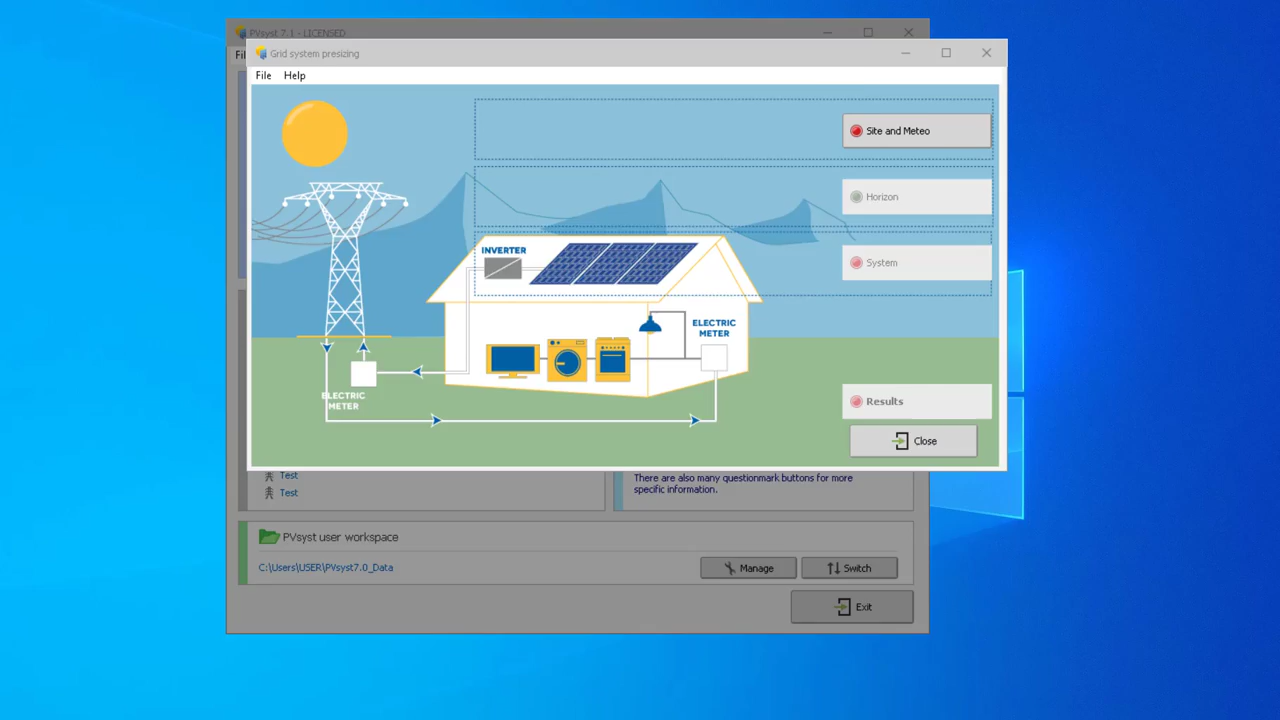 PVsyst 7.1 - LICENSED
Fil
Grid system presizing
File Help
Site and Meteo
Horizon
INVERTER
System
ELECTRIC
METER
ELECTRIC
METER
Results
Close
Test
Test
There are also many questionmark buttons for more
specific information.
PVsyst user workspace
C:\Users\USER\PVsyst7.0_Data
Manage
Switch
Exit